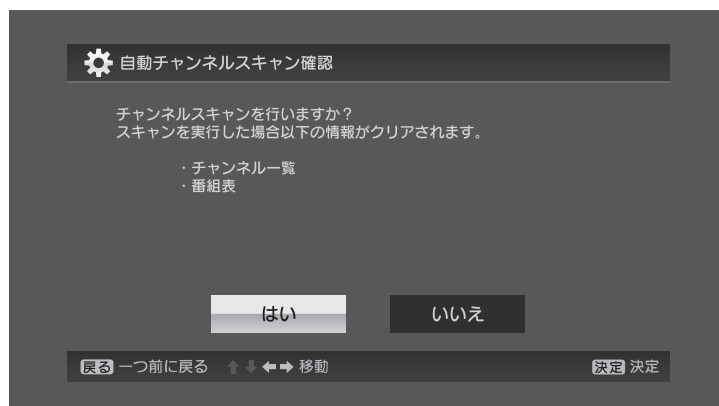 自動チャンネルスキャン確認
チャンネルスキャンを行いますか？
スキャンを実行した場合以下の情報がクリアされます。
・チャンネル一覧
・番組表
はい いいえ
戻る 一つ前に戻る ↑↓←→ 移動 決定 決定